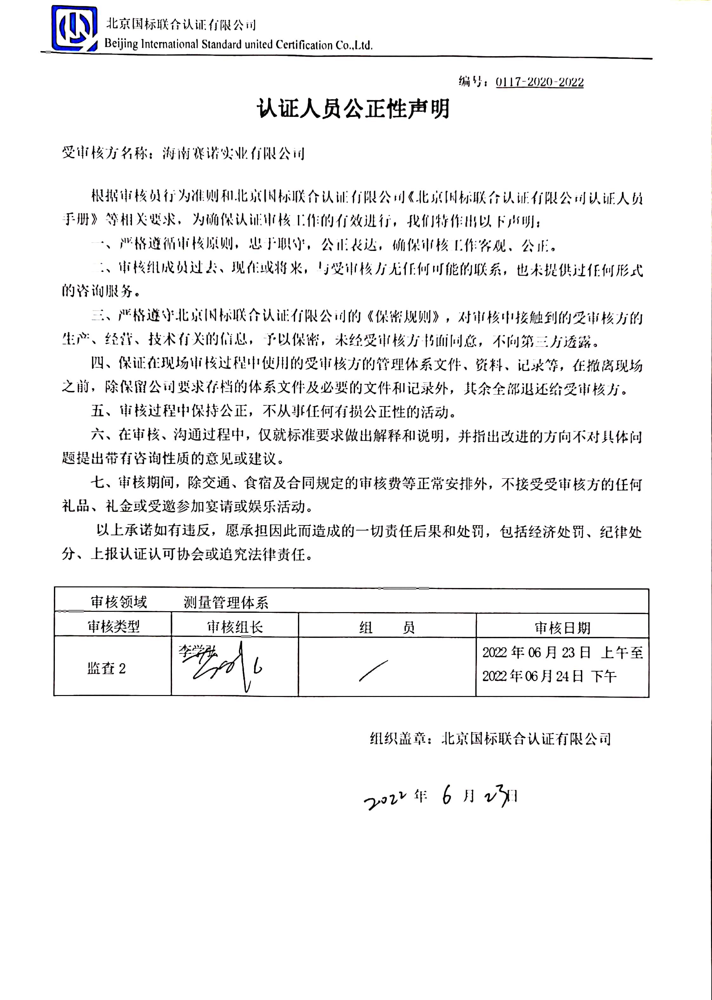 北京国标联合认证有限公司
Beijing International Standard united Certification Co.,Ltd.
编号：0117-2020-2022
认证人员公正性声明
受审核方名称：海南赛诺实业有限公司
根据审核员行为准则和北京国标联合认证有限公司《北京国标联合认证有限公司认证人员
手册》等相关要求，为确保认证审核工作的有效进行，我们特作出以下声明：
一、严格遵循审核原则，忠于职守，公正表达，确保审核工作客观、公正。
二、审核组成员过去、现在或将来，与受审核方无任何可能的联系，也未提供过任何形式
的咨询服务。
三、严格遵守北京国标联合认证有限公司的《保密规则》，对审核中接触到的受审核方的
生产、经营、技术有关的信息，予以保密，未经受审核方书面同意，不向第三方透露。
四、保证在现场审核过程中使用的受审核方的管理体系文件、资料、记录等，在撤离现场
之前，除保留公司要求存档的体系文件及必要的文件和记录外，其余全部退还给受审核方。
五、审核过程中保持公正，不从事任何有损公正性的活动。
六、在审核、沟通过程中，仅就标准要求做出解释和说明，并指出改进的方向不对具体问
题提出带有咨询性质的意见或建议。
七、审核期间，除交通、食宿及合同规定的审核费等正常安排外，不接受受审核方的任何
礼品、礼金或受邀参加宴请或娱乐活动。
以上承诺如有违反，愿承担因此而造成的一切责任后果和处罚，包括经济处罚、纪律处
分、上报认证认可协会或追究法律责任。
审核领域 测量管理体系
审核类型 审核组长 组 员 审核日期
监查2 李学弘 / 2022年06月23日 上午至
2022年06月24日 下午
组织盖章：北京国标联合认证有限公司
2022年6月23日